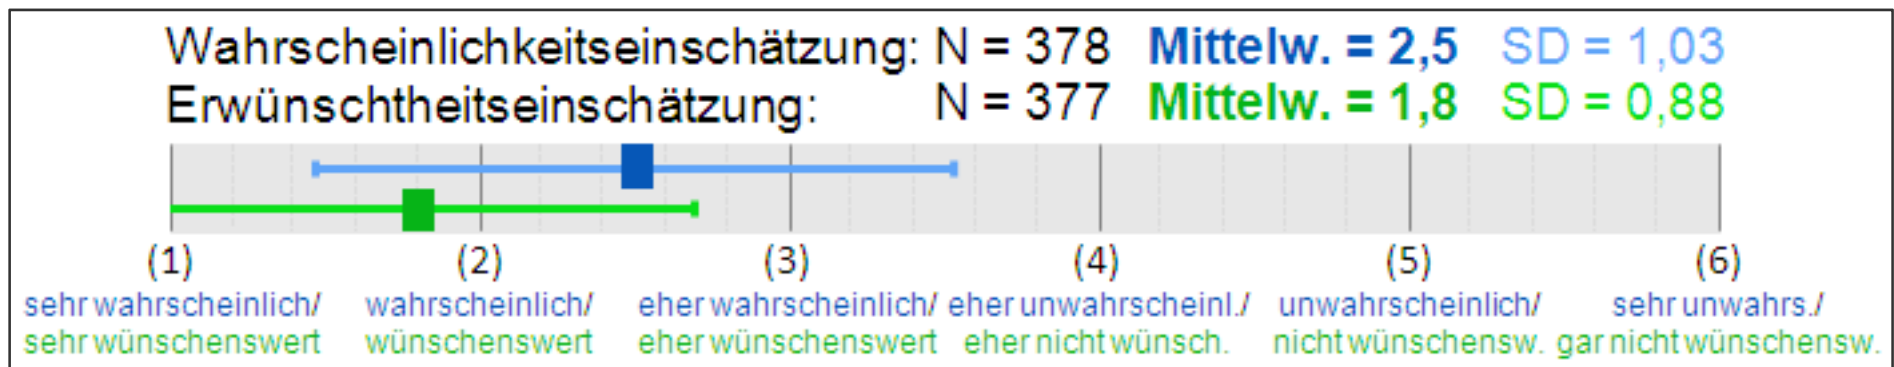 Wahrscheinlichkeitseinschätzung: N = 378 Mittelw. = 2,5 SD = 1,03
Erwünschtheitseinschätzung: N = 377 Mittelw. = 1,8 SD = 0,88
(1) (2) (3) (4) (5) (6)
sehr wahrscheinlich/ wahrscheinlich/ eher wahrscheinlich/ eher unwahrscheinl./ unwahrscheinlich/ sehr unwahrs./
sehr wünschenswert wünschenswert eher wünschenswert eher nicht wünsch. nicht wünschensw. gar nicht wünschensw.